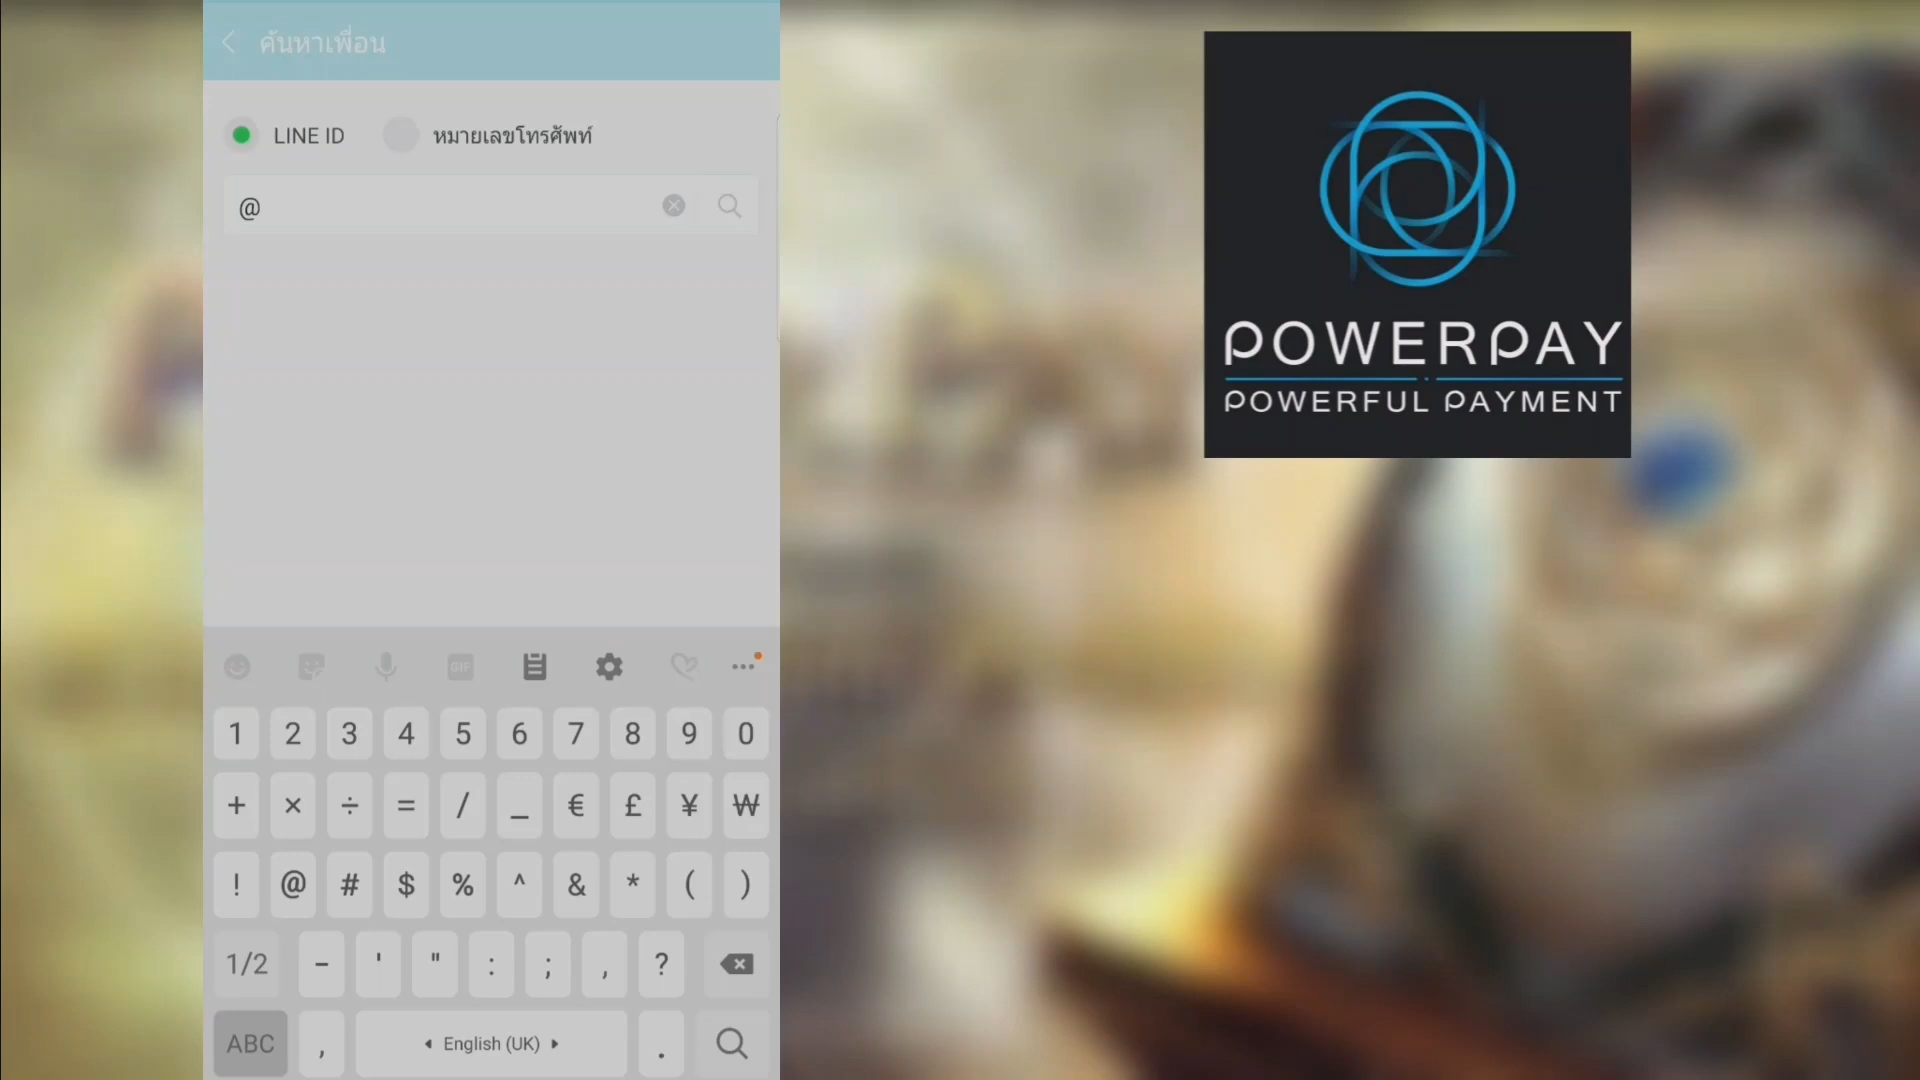 ค้นหาเพื่อน
LINE ID หมายเลขโทรศัพท์
@
GIF
1 2 3 4 5 6 7 8 9 0
+ × ÷ = / _ € £ ¥ ₩
! @ # $ % ^ & * ( )
1/2 - ' " : ; , ?
ABC , English (UK) .
POWERPAY
POWERFUL PAYMENT